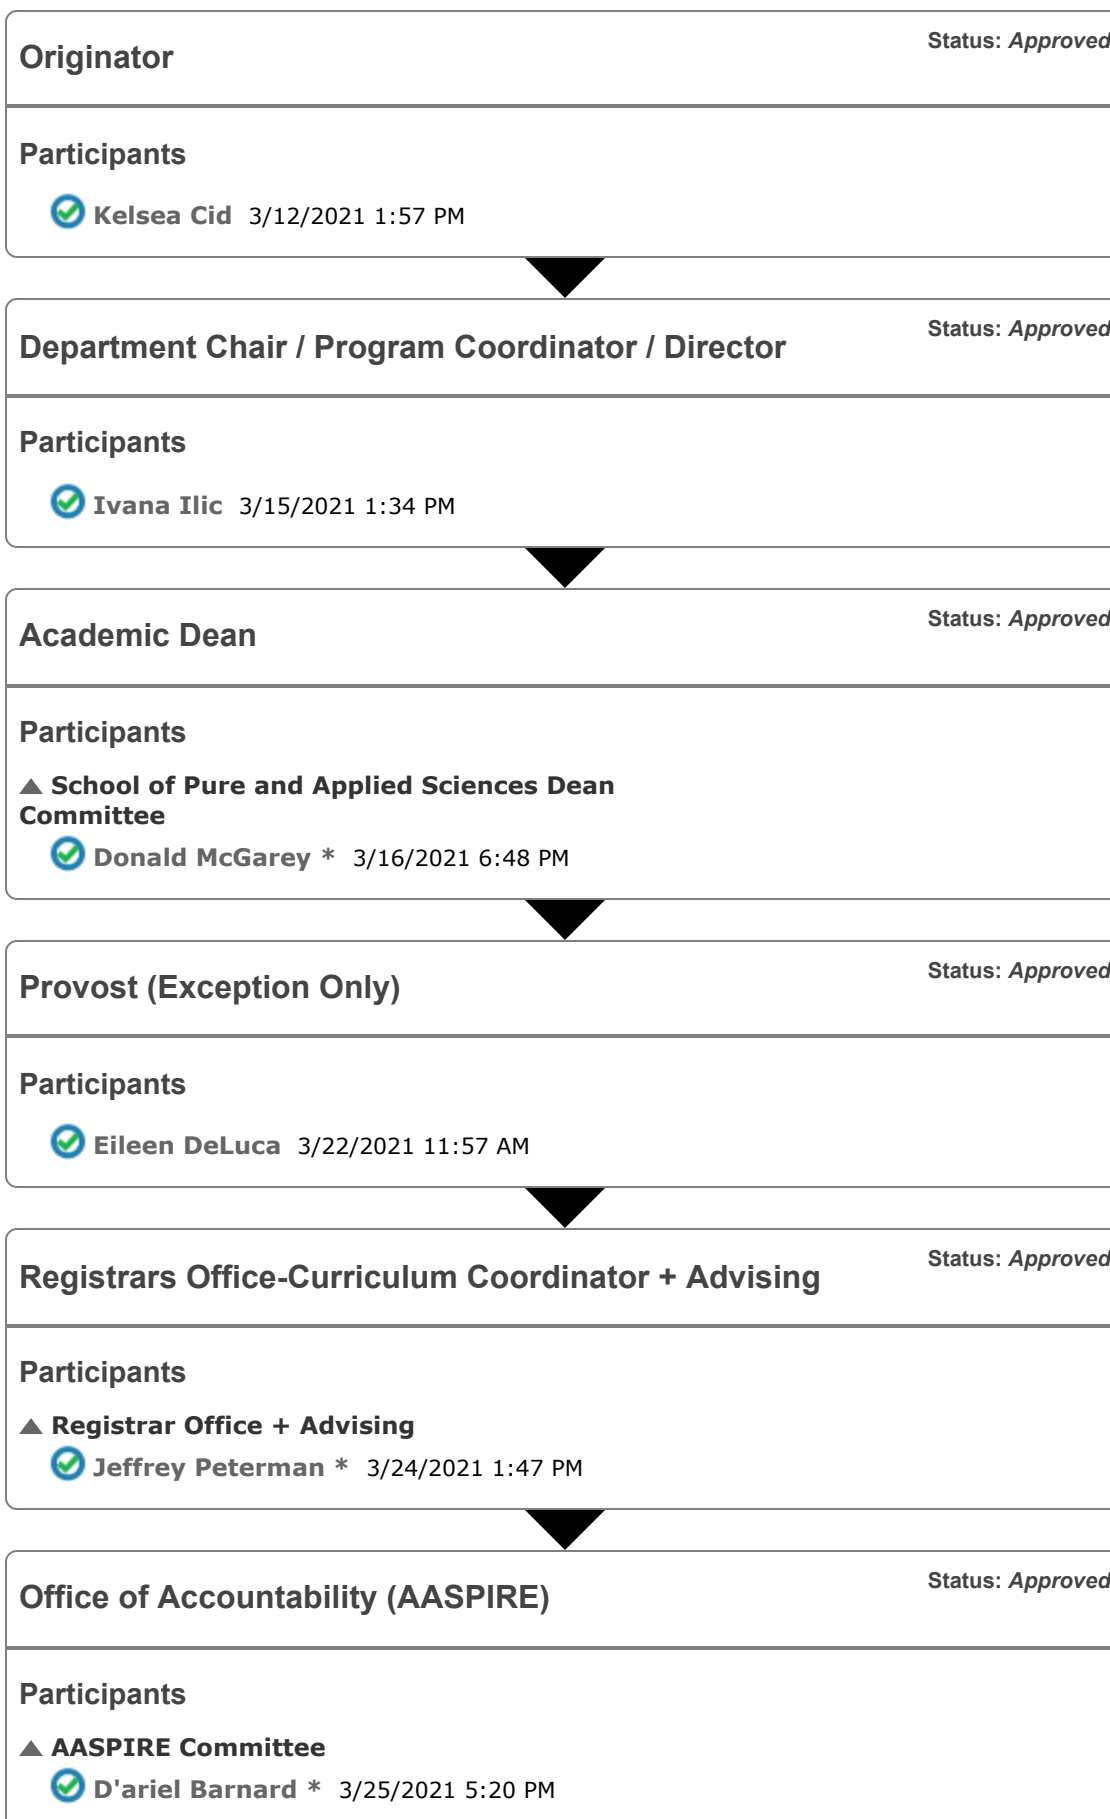 Originator
Status: Approved
Participants
Kelsea Cid 3/12/2021 1:57 PM
Department Chair / Program Coordinator / Director
Status: Approved
Participants
Ivana Ilic 3/15/2021 1:34 PM
Academic Dean
Status: Approved
Participants
School of Pure and Applied Sciences Dean
Committee
Donald McGarey * 3/16/2021 6:48 PM
Provost (Exception Only)
Status: Approved
Participants
Eileen DeLuca 3/22/2021 11:57 AM
Registrars Office-Curriculum Coordinator + Advising
Status: Approved
Participants
Registrar Office + Advising
Jeffrey Peterman * 3/24/2021 1:47 PM
Office of Accountability (AASPIRE)
Status: Approved
Participants
AASPIRE Committee
D'ariel Barnard * 3/25/2021 5:20 PM